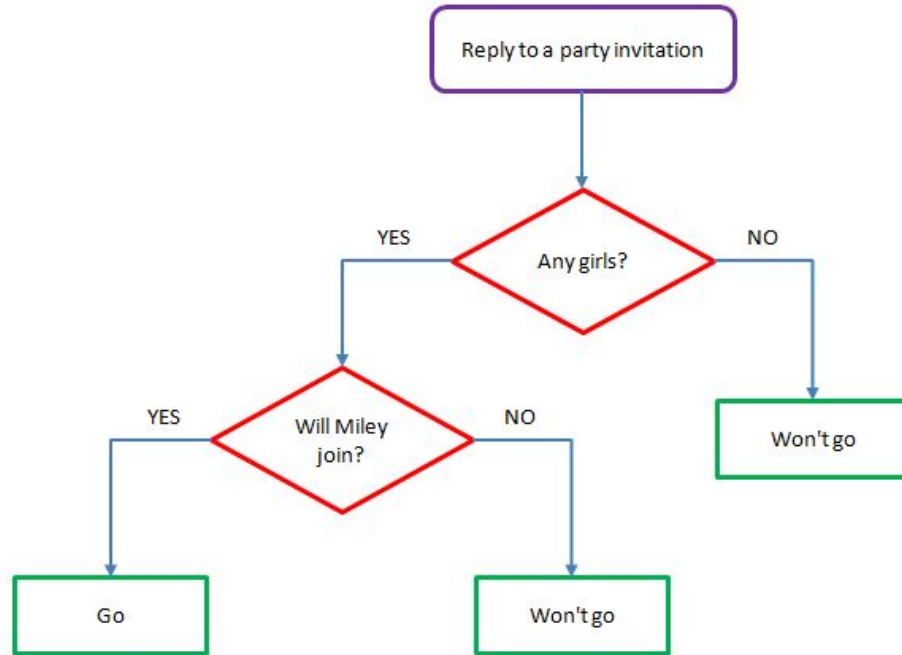 Reply to a party invitation
YES
NO
Any girls?
YES
NO
Will Miley
join?
Won't go
Go
Won't go